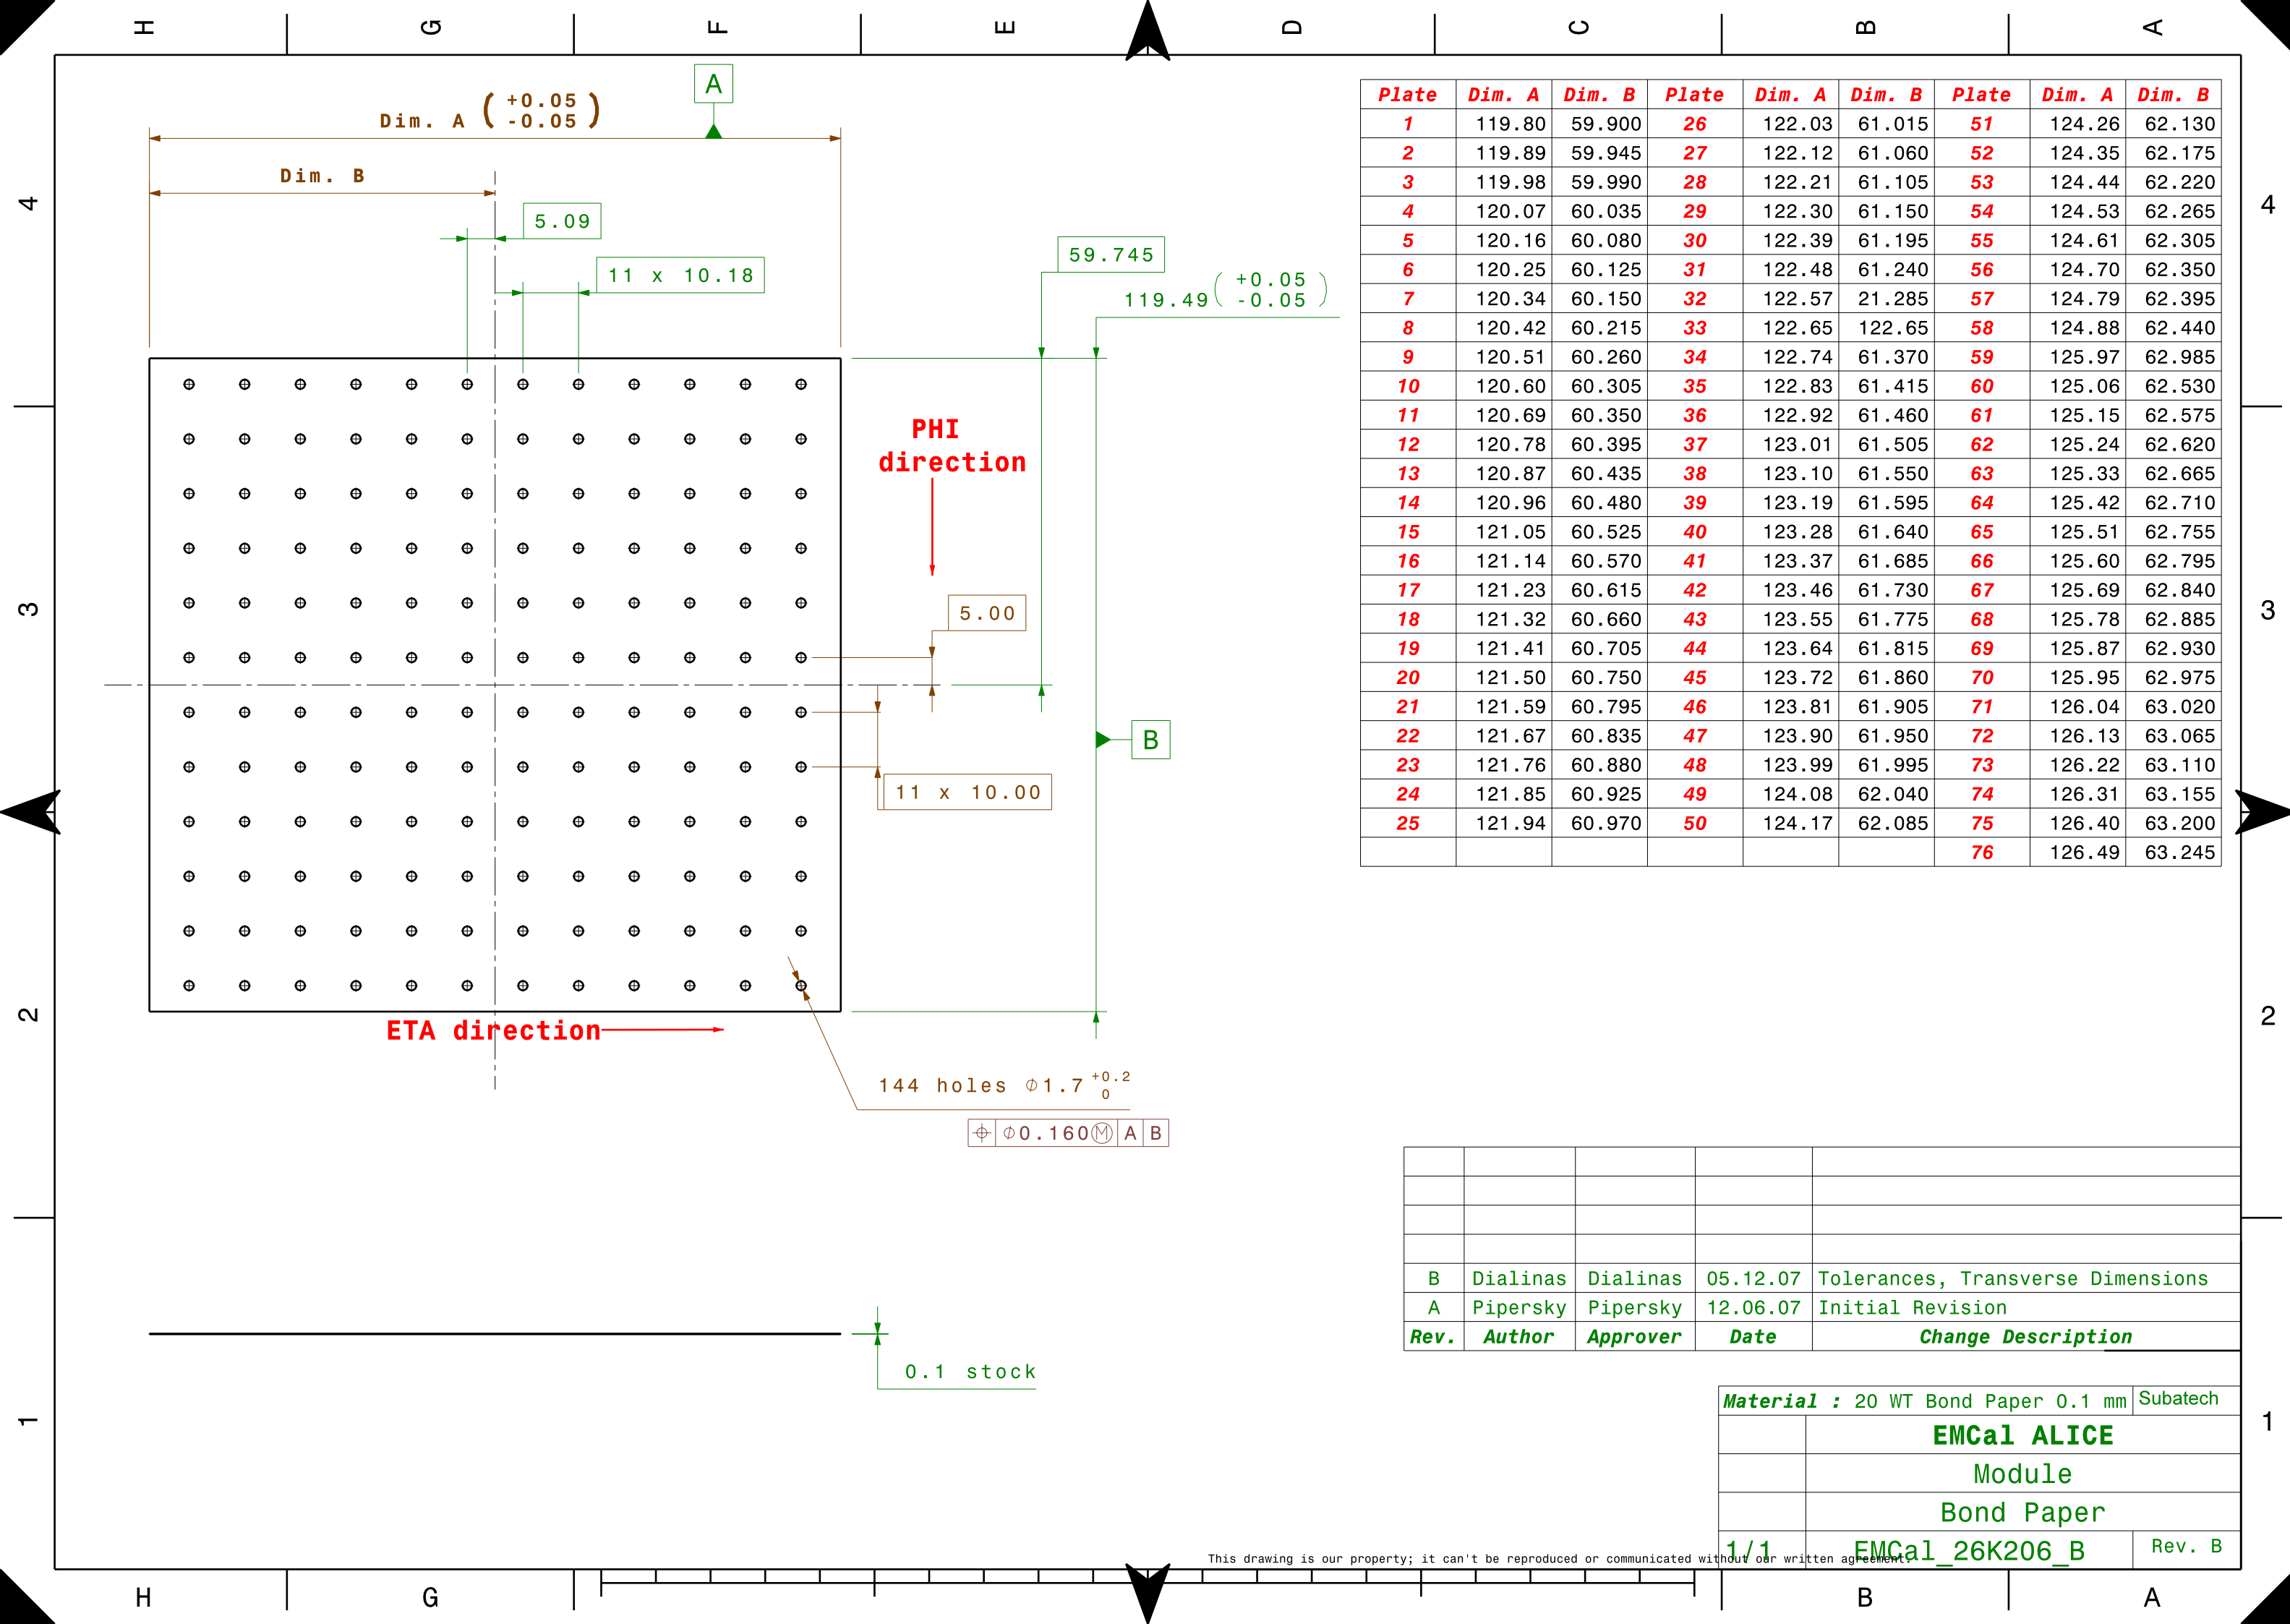 H G F E D C B A
A
Dim. A ( +0.05 -0.05 )
Dim. B
5.09
11 x 10.18
59.745
119.49 ( +0.05 -0.05 )
4 4
PHI
direction
3 3
5.00
B
11 x 10.00
2 2
ETA direction
144 holes ∅1.7 +0.2 0
⌖ ∅0.160Ⓜ A B
0.1 stock
1 1
Plate Dim. A Dim. B Plate Dim. A Dim. B Plate Dim. A Dim. B
1 119.80 59.900 26 122.03 61.015 51 124.26 62.130
2 119.89 59.945 27 122.12 61.060 52 124.35 62.175
3 119.98 59.990 28 122.21 61.105 53 124.44 62.220
4 120.07 60.035 29 122.30 61.150 54 124.53 62.265
5 120.16 60.080 30 122.39 61.195 55 124.61 62.305
6 120.25 60.125 31 122.48 61.240 56 124.70 62.350
7 120.34 60.150 32 122.57 21.285 57 124.79 62.395
8 120.42 60.215 33 122.65 122.65 58 124.88 62.440
9 120.51 60.260 34 122.74 61.370 59 125.97 62.985
10 120.60 60.305 35 122.83 61.415 60 125.06 62.530
11 120.69 60.350 36 122.92 61.460 61 125.15 62.575
12 120.78 60.395 37 123.01 61.505 62 125.24 62.620
13 120.87 60.435 38 123.10 61.550 63 125.33 62.665
14 120.96 60.480 39 123.19 61.595 64 125.42 62.710
15 121.05 60.525 40 123.28 61.640 65 125.51 62.755
16 121.14 60.570 41 123.37 61.685 66 125.60 62.795
17 121.23 60.615 42 123.46 61.730 67 125.69 62.840
18 121.32 60.660 43 123.55 61.775 68 125.78 62.885
19 121.41 60.705 44 123.64 61.815 69 125.87 62.930
20 121.50 60.750 45 123.72 61.860 70 125.95 62.975
21 121.59 60.795 46 123.81 61.905 71 126.04 63.020
22 121.67 60.835 47 123.90 61.950 72 126.13 63.065
23 121.76 60.880 48 123.99 61.995 73 126.22 63.110
24 121.85 60.925 49 124.08 62.040 74 126.31 63.155
25 121.94 60.970 50 124.17 62.085 75 126.40 63.200
76 126.49 63.245
B Dialinas Dialinas 05.12.07 Tolerances, Transverse Dimensions
A Pipersky Pipersky 12.06.07 Initial Revision
Rev. Author Approver Date Change Description
Material : 20 WT Bond Paper 0.1 mm Subatech
EMCal ALICE
Module
Bond Paper
1/1 EMCal_26K206_B Rev. B
This drawing is our property; it can't be reproduced or communicated without our written agreement.
H G B A